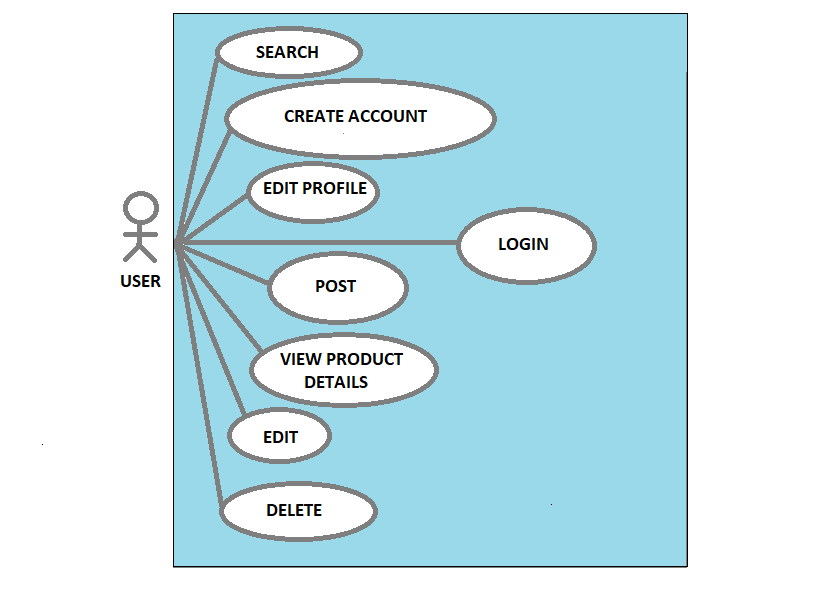 SEARCH
CREATE ACCOUNT
EDIT PROFILE
LOGIN
USER
POST
VIEW PRODUCT
DETAILS
EDIT
DELETE